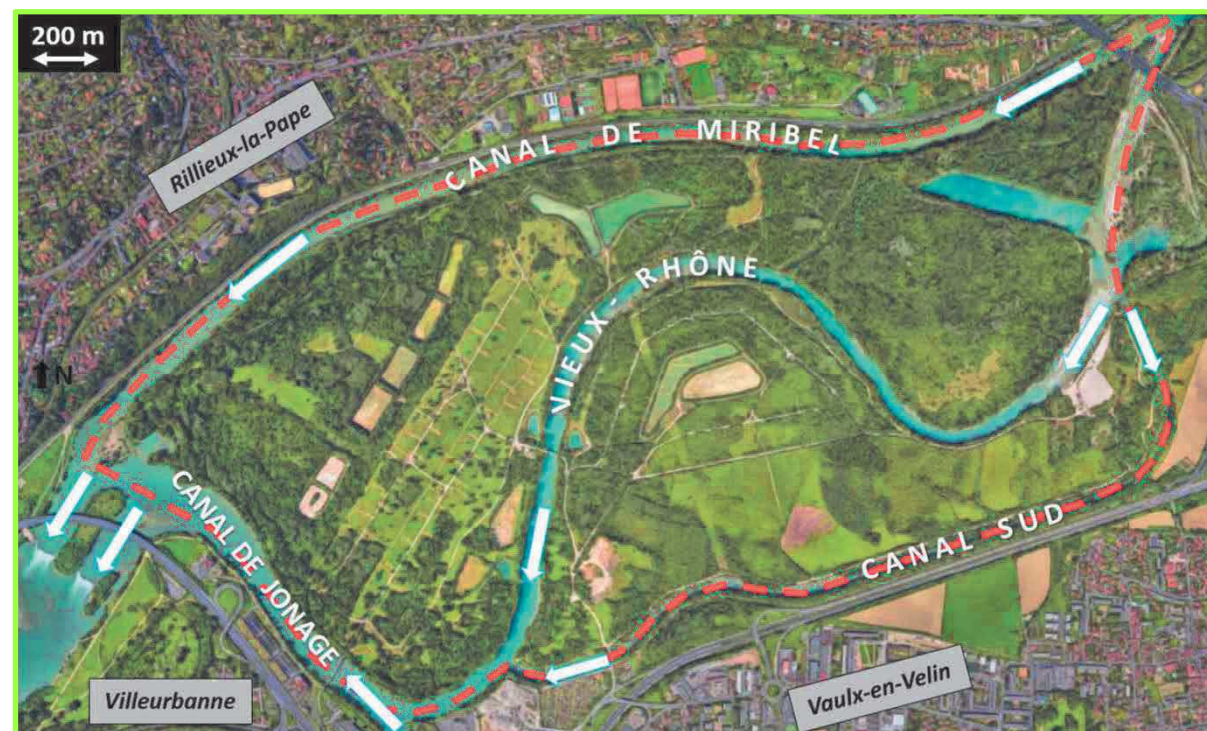 200 m
Rillieux-la-Pape
CANAL DE MIRIBEL
VIEUX-RHÔNE
N
CANAL DE JONAGE
CANAL SUD
Villeurbanne
Vaulx-en-Velin